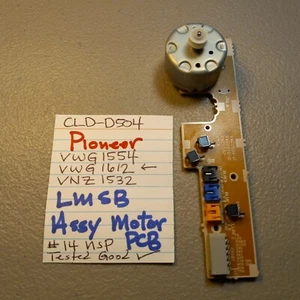 CLD-D504
Pioneer
VWG1554
VWG1612 ←
VNZ1532
LMSB
Assy Motor
PCB
#14 NSP
Tested Good ✓